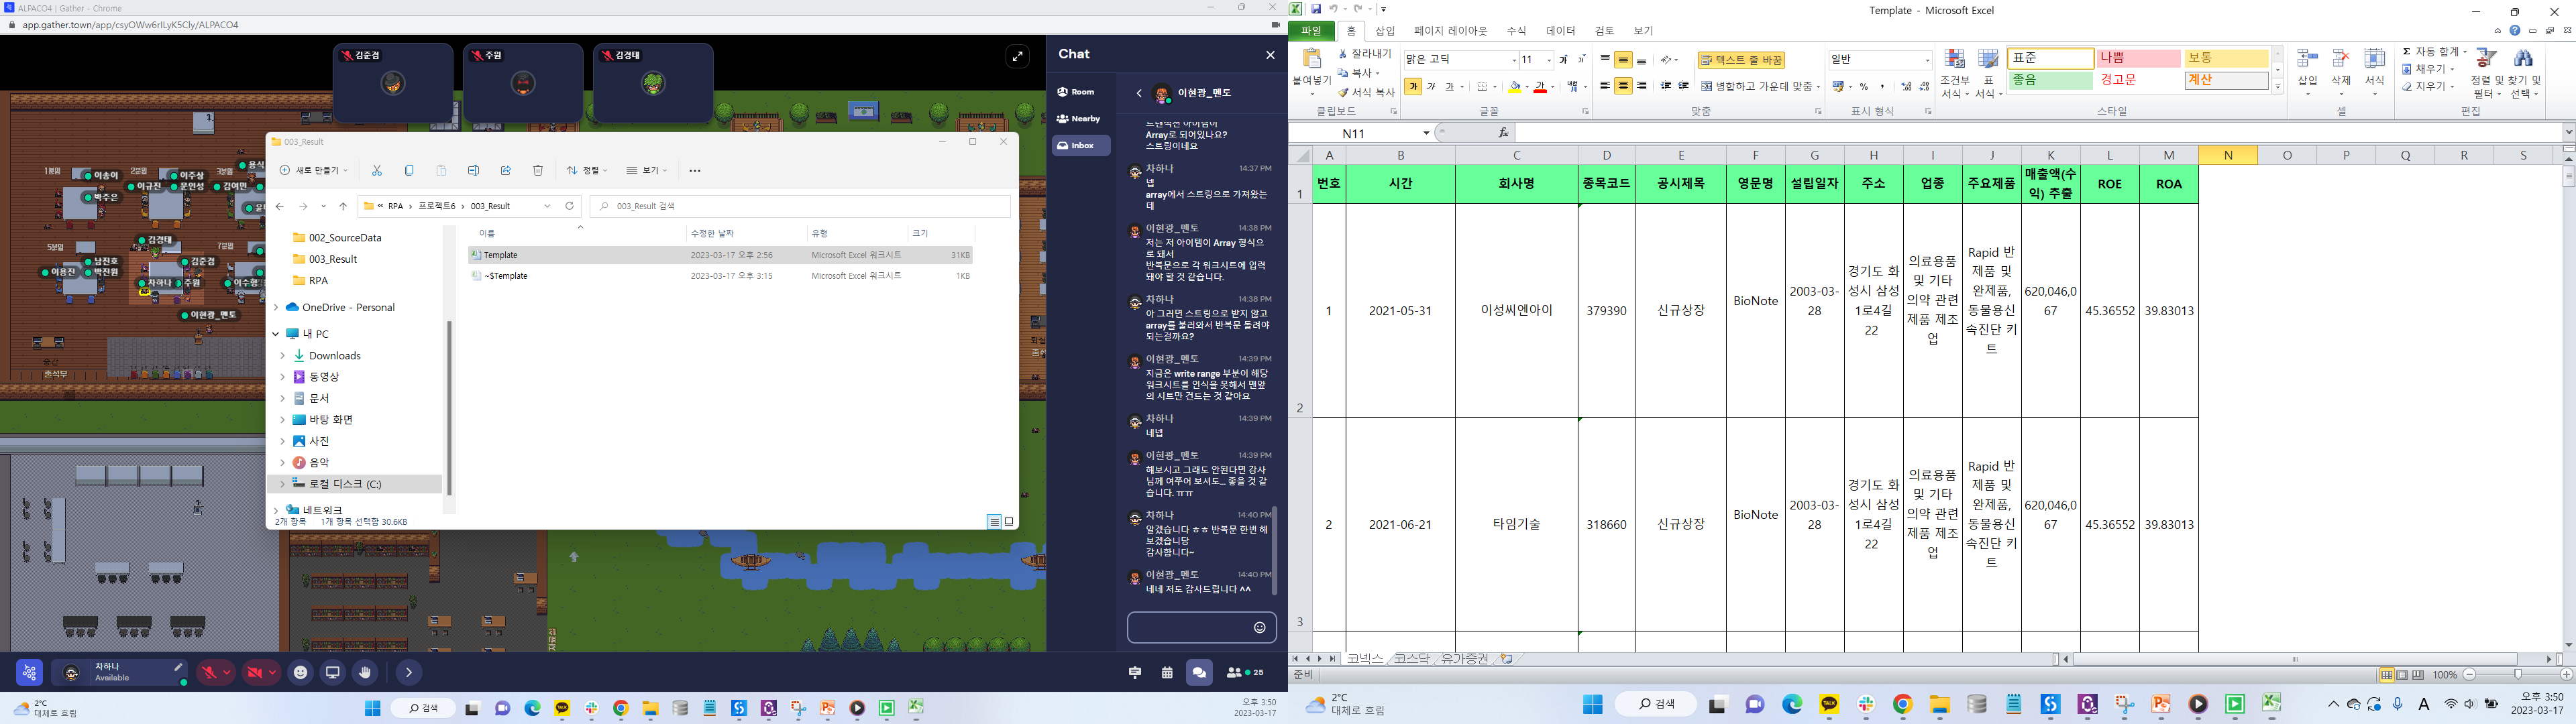 ALPACO4 | Gather - Chrome
app.gather.town/app/csyOWw6rILyK5Cly/ALPACO4
김준겸
주원
김경태
1분임
2분임
3분임
이송이
이주성
이규진
문인성
김여민
박주은
5분임
김경태
7분임
남진호
김준겸
이용진
박진원
차하나
주원
이수형
이현광_멘토
003_Result
새로 만들기
정렬
보기
RPA › 프로젝트6 › 003_Result
003_Result 검색
이름
수정한 날짜
유형
크기
002_SourceData
003_Result
RPA
OneDrive - Personal
내 PC
Downloads
동영상
문서
바탕 화면
사진
음악
로컬 디스크 (C:)
네트워크
Template
2023-03-17 오후 2:56
Microsoft Excel 워크시트
31KB
~$Template
2023-03-17 오후 3:15
Microsoft Excel 워크시트
1KB
2개 항목
1개 항목 선택함 30.6KB
Chat
Room
Nearby
Inbox
이현광_멘토
트랜잭션 아이템이
Array로 되어있나요?
스트링이네요
차하나 14:37 PM
넵
array에서 스트링으로 가져왔는
데
이현광_멘토 14:38 PM
저는 저 아이템이 Array 형식으
로 돼서
반복문으로 각 워크시트에 입력
돼야 할 것 같습니다.
차하나 14:38 PM
아 그러면 스트링으로 받지 않고
array를 불러와서 반복문 돌려야
되는걸까요?
이현광_멘토 14:39 PM
지금은 write range 부분이 해당
워크시트를 인식을 못해서 맨앞
의 시트만 건드는 것 같아요
차하나 14:39 PM
네넵
이현광_멘토 14:39 PM
해보시고 그래도 안된다면 강사
님께 여쭈어 보셔도... 좋을 것 같
습니다. ㅠㅠ
차하나 14:40 PM
알겠습니다 ㅎㅎ 반복문 한번 해
보겠습니당
감사합니다~
이현광_멘토 14:40 PM
네네 저도 감사드립니다 ^^
차하나
Available
25
2°C
대체로 흐림
검색
오후 3:50
2023-03-17
Template - Microsoft Excel
파일 홈 삽입 페이지 레이아웃 수식 데이터 검토 보기
붙여넣기
잘라내기
복사
서식 복사
클립보드
맑은 고딕
11
글꼴
텍스트 줄 바꿈
병합하고 가운데 맞춤
맞춤
일반
표시 형식
조건부
서식
표
서식
표준 나쁨 보통
좋음 경고문 계산
스타일
삽입 삭제 서식
셀
자동 합계
채우기
지우기
정렬 및
필터
찾기 및
선택
편집
N11
fx
A B C D E F G H I J K L M N O P Q R S
1 번호 시간 회사명 종목코드 공시제목 영문명 설립일자 주소 업종 주요제품 매출액(수익) 추출 ROE ROA
2 1 2021-05-31 이성씨엔아이 379390 신규상장 BioNote 2003-03-28 경기도 화성시 삼성1로4길 22 의료용품 및 기타 의약 관련 제품 제조업 Rapid 반제품 및 완제품, 동물용신속진단 키트 620,046,067 45.36552 39.83013
3 2 2021-06-21 타임기술 318660 신규상장 BioNote 2003-03-28 경기도 화성시 삼성1로4길 22 의료용품 및 기타 의약 관련 제품 제조업 Rapid 반제품 및 완제품, 동물용신속진단 키트 620,046,067 45.36552 39.83013
코넥스 코스닥 유가증권
준비
100%
2°C
대체로 흐림
검색
A
오후 3:50
2023-03-17